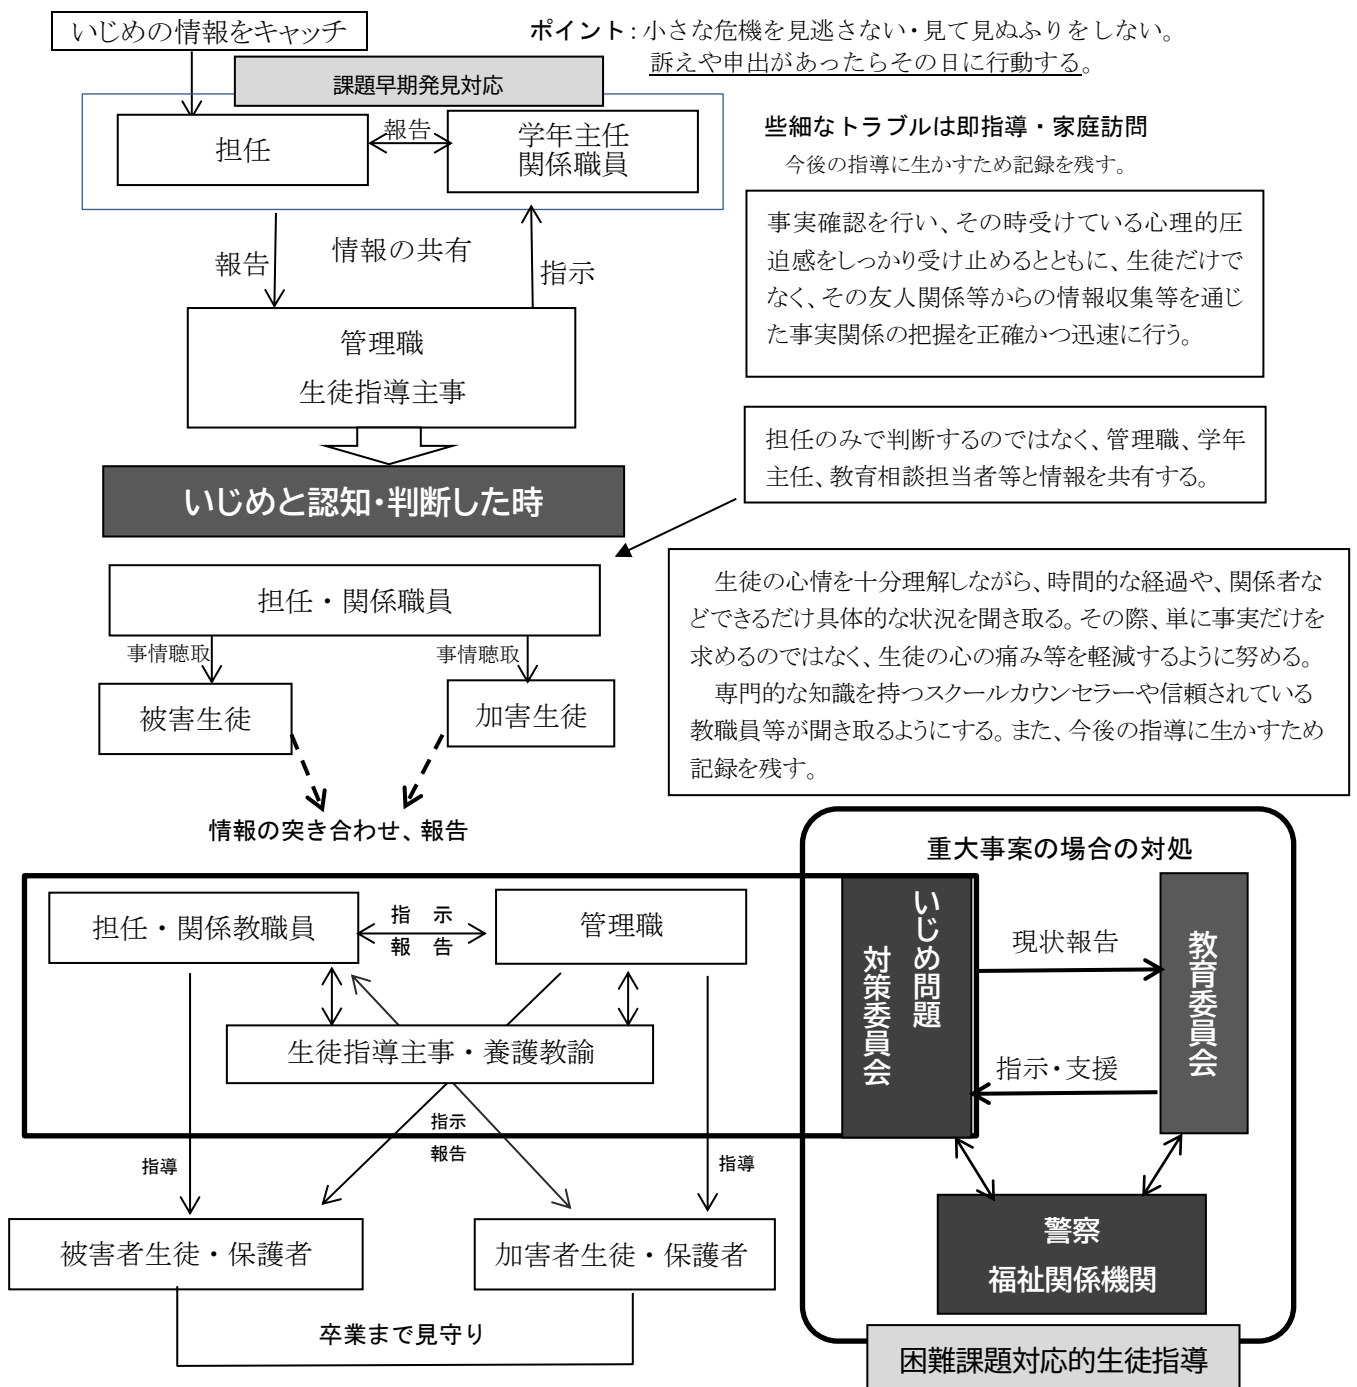 いじめの情報をキャッチ
ポイント：小さな危機を見逃さない・見て見ぬふりをしない。
訴えや申出があったらその日に行動する。
課題早期発見対応
担任
報告
学年主任
関係職員
些細なトラブルは即指導・家庭訪問
今後の指導に生かすため記録を残す。
報告
情報の共有
指示
事実確認を行い、その時受けている心理的圧
迫感をしっかり受け止めるとともに、生徒だけで
なく、その友人関係等からの情報収集等を通じ
た事実関係の把握を正確かつ迅速に行う。
管理職
生徒指導主事
担任のみで判断するのではなく、管理職、学年
主任、教育相談担当者等と情報を共有する。
いじめと認知・判断した時
担任・関係職員
事情聴取
事情聴取
被害生徒
加害生徒
生徒の心情を十分理解しながら、時間的な経過や、関係者な
どできるだけ具体的な状況を聞き取る。その際、単に事実だけを
求めるのではなく、生徒の心の痛み等を軽減するように努める。
専門的な知識を持つスクールカウンセラーや信頼されている
教職員等が聞き取るようにする。また、今後の指導に生かすため
記録を残す。
情報の突き合わせ、報告
重大事案の場合の対処
担任・関係教職員
指　示
報　告
管理職
生徒指導主事・養護教諭
いじめ問題
対策委員会
現状報告
指示・支援
教育委員会
指示
報告
指導
指導
被害者生徒・保護者
加害者生徒・保護者
警察
福祉関係機関
卒業まで見守り
困難課題対応的生徒指導